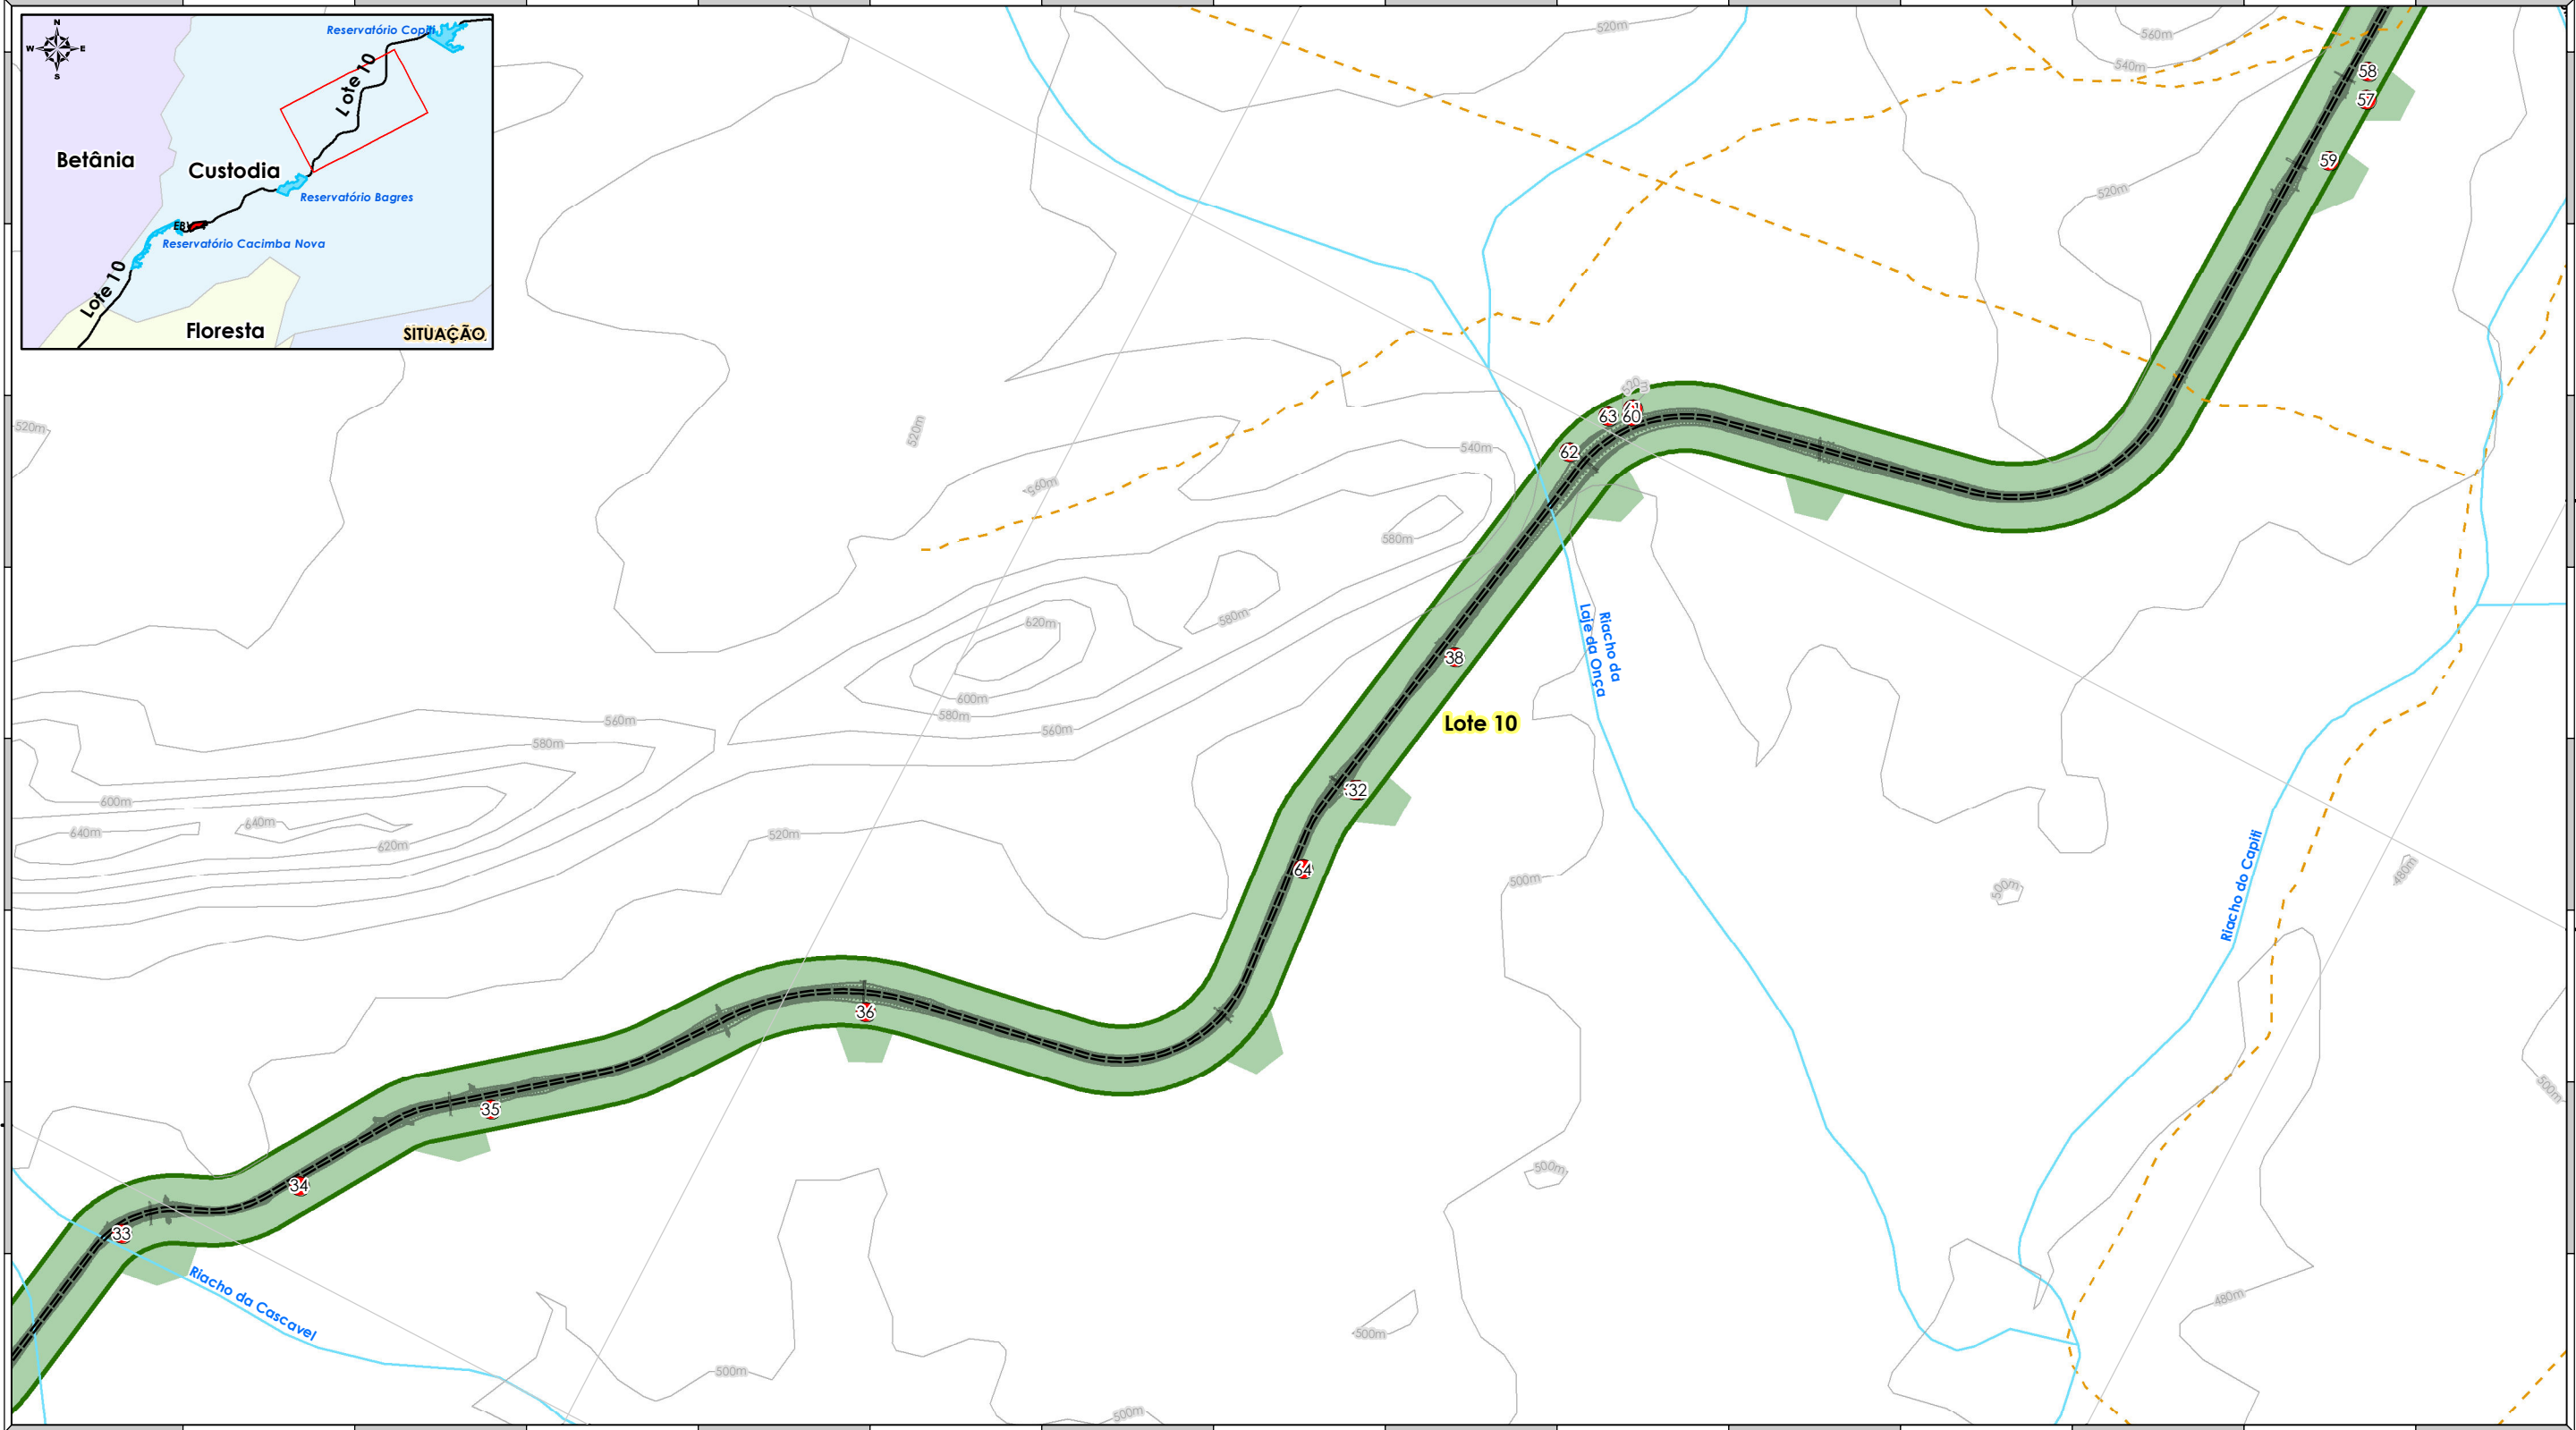 N
W E
S
Reservatório Copiti
Lote 10
Betânia
Custodia
Reservatório Bagres
Reservatório Cacimba Nova
Lote 10
Floresta
SITUAÇÃO
520m
560m
540m
58
57
59
520m
520m
520m
63
60
62
520m
540m
560m
580m
580m
620m
Riacho da
Laje da Onça
38
600m
580m
560m
560m
580m
Lote 10
32
600m
640m
640m
620m
520m
64
500m
500m
480m
Riacho do Capiti
36
35
500m
34
33
500m
Riacho da Cascavel
480m
500m
500m
500m